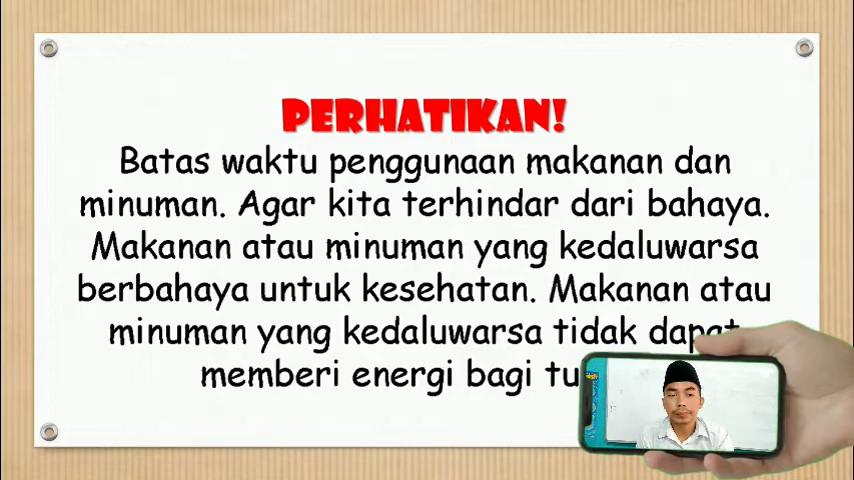 PERHATIKAN!
Batas waktu penggunaan makanan dan
minuman. Agar kita terhindar dari bahaya.
Makanan atau minuman yang kedaluwarsa
berbahaya untuk kesehatan. Makanan atau
minuman yang kedaluwarsa tidak dapat
memberi energi bagi